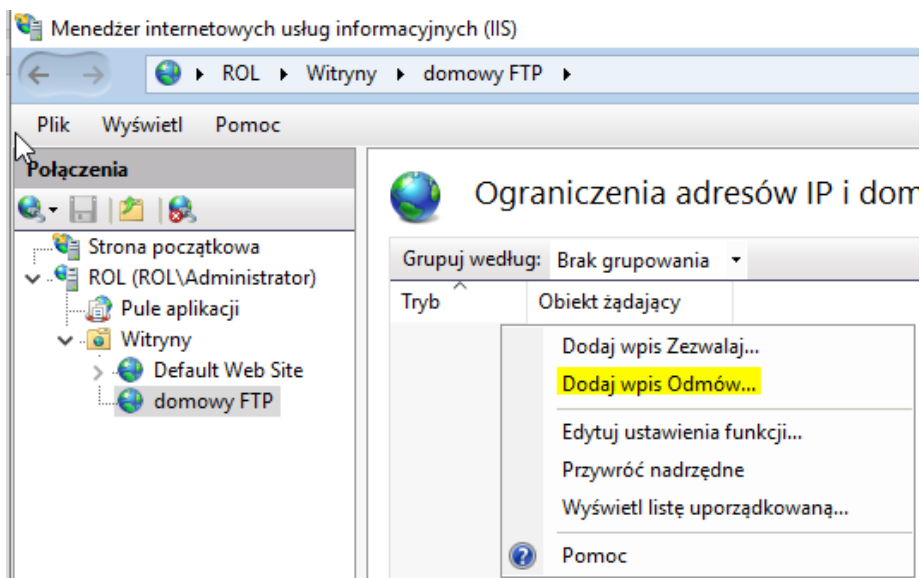 Menedżer internetowych usług informacyjnych (IIS)
ROL Witryny domowy FTP
Plik Wyświetl Pomoc
Połączenia
Strona początkowa
ROL (ROL\Administrator)
Pule aplikacji
Witryny
Default Web Site
domowy FTP
Ograniczenia adresów IP i dom
Grupuj według: Brak grupowania
Tryb Obiekt żądający
Dodaj wpis Zezwalaj...
Dodaj wpis Odmów...
Edytuj ustawienia funkcji...
Przywróć nadrzędne
Wyświetl listę uporządkowaną...
Pomoc